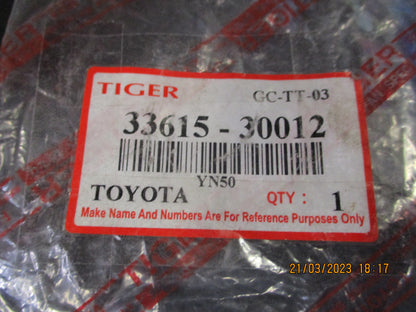 TIGER
GC-TT-03
33615-30012
YN50
TOYOTA
QTY : 1
Make Name And Numbers Are For Reference Purposes Only
21/03/2023 18:17